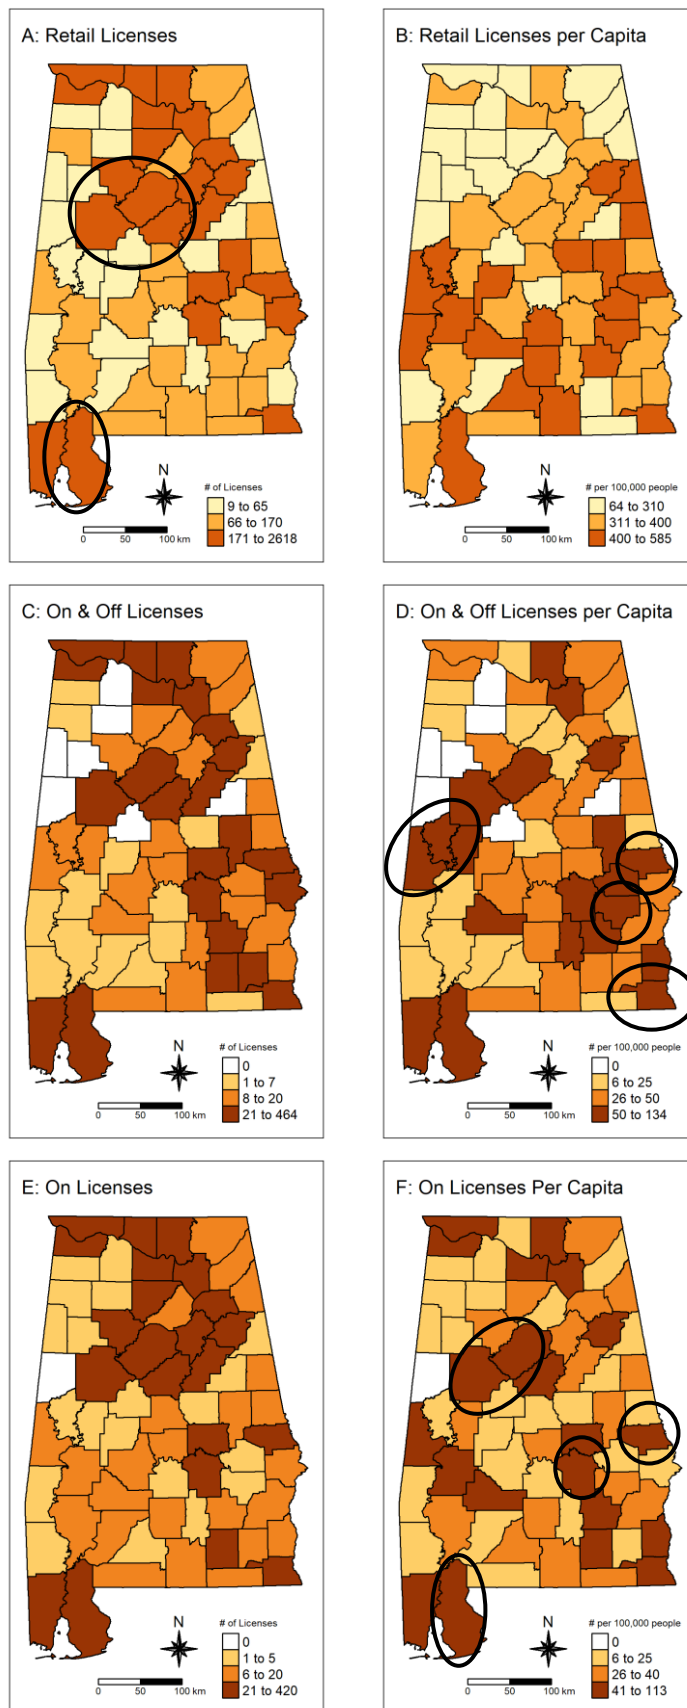 A: Retail Licenses
N
# of Licenses
9 to 65
66 to 170
171 to 2618
0 50 100 km
B: Retail Licenses per Capita
N
# per 100,000 people
64 to 310
311 to 400
400 to 585
0 50 100 km
C: On & Off Licenses
N
# of Licenses
0
1 to 7
8 to 20
21 to 464
0 50 100 km
D: On & Off Licenses per Capita
N
# per 100,000 people
0
6 to 25
26 to 50
50 to 134
0 50 100 km
E: On Licenses
N
# of Licenses
0
1 to 5
6 to 20
21 to 420
0 50 100 km
F: On Licenses Per Capita
N
# per 100,000 people
0
6 to 25
26 to 40
41 to 113
0 50 100 km